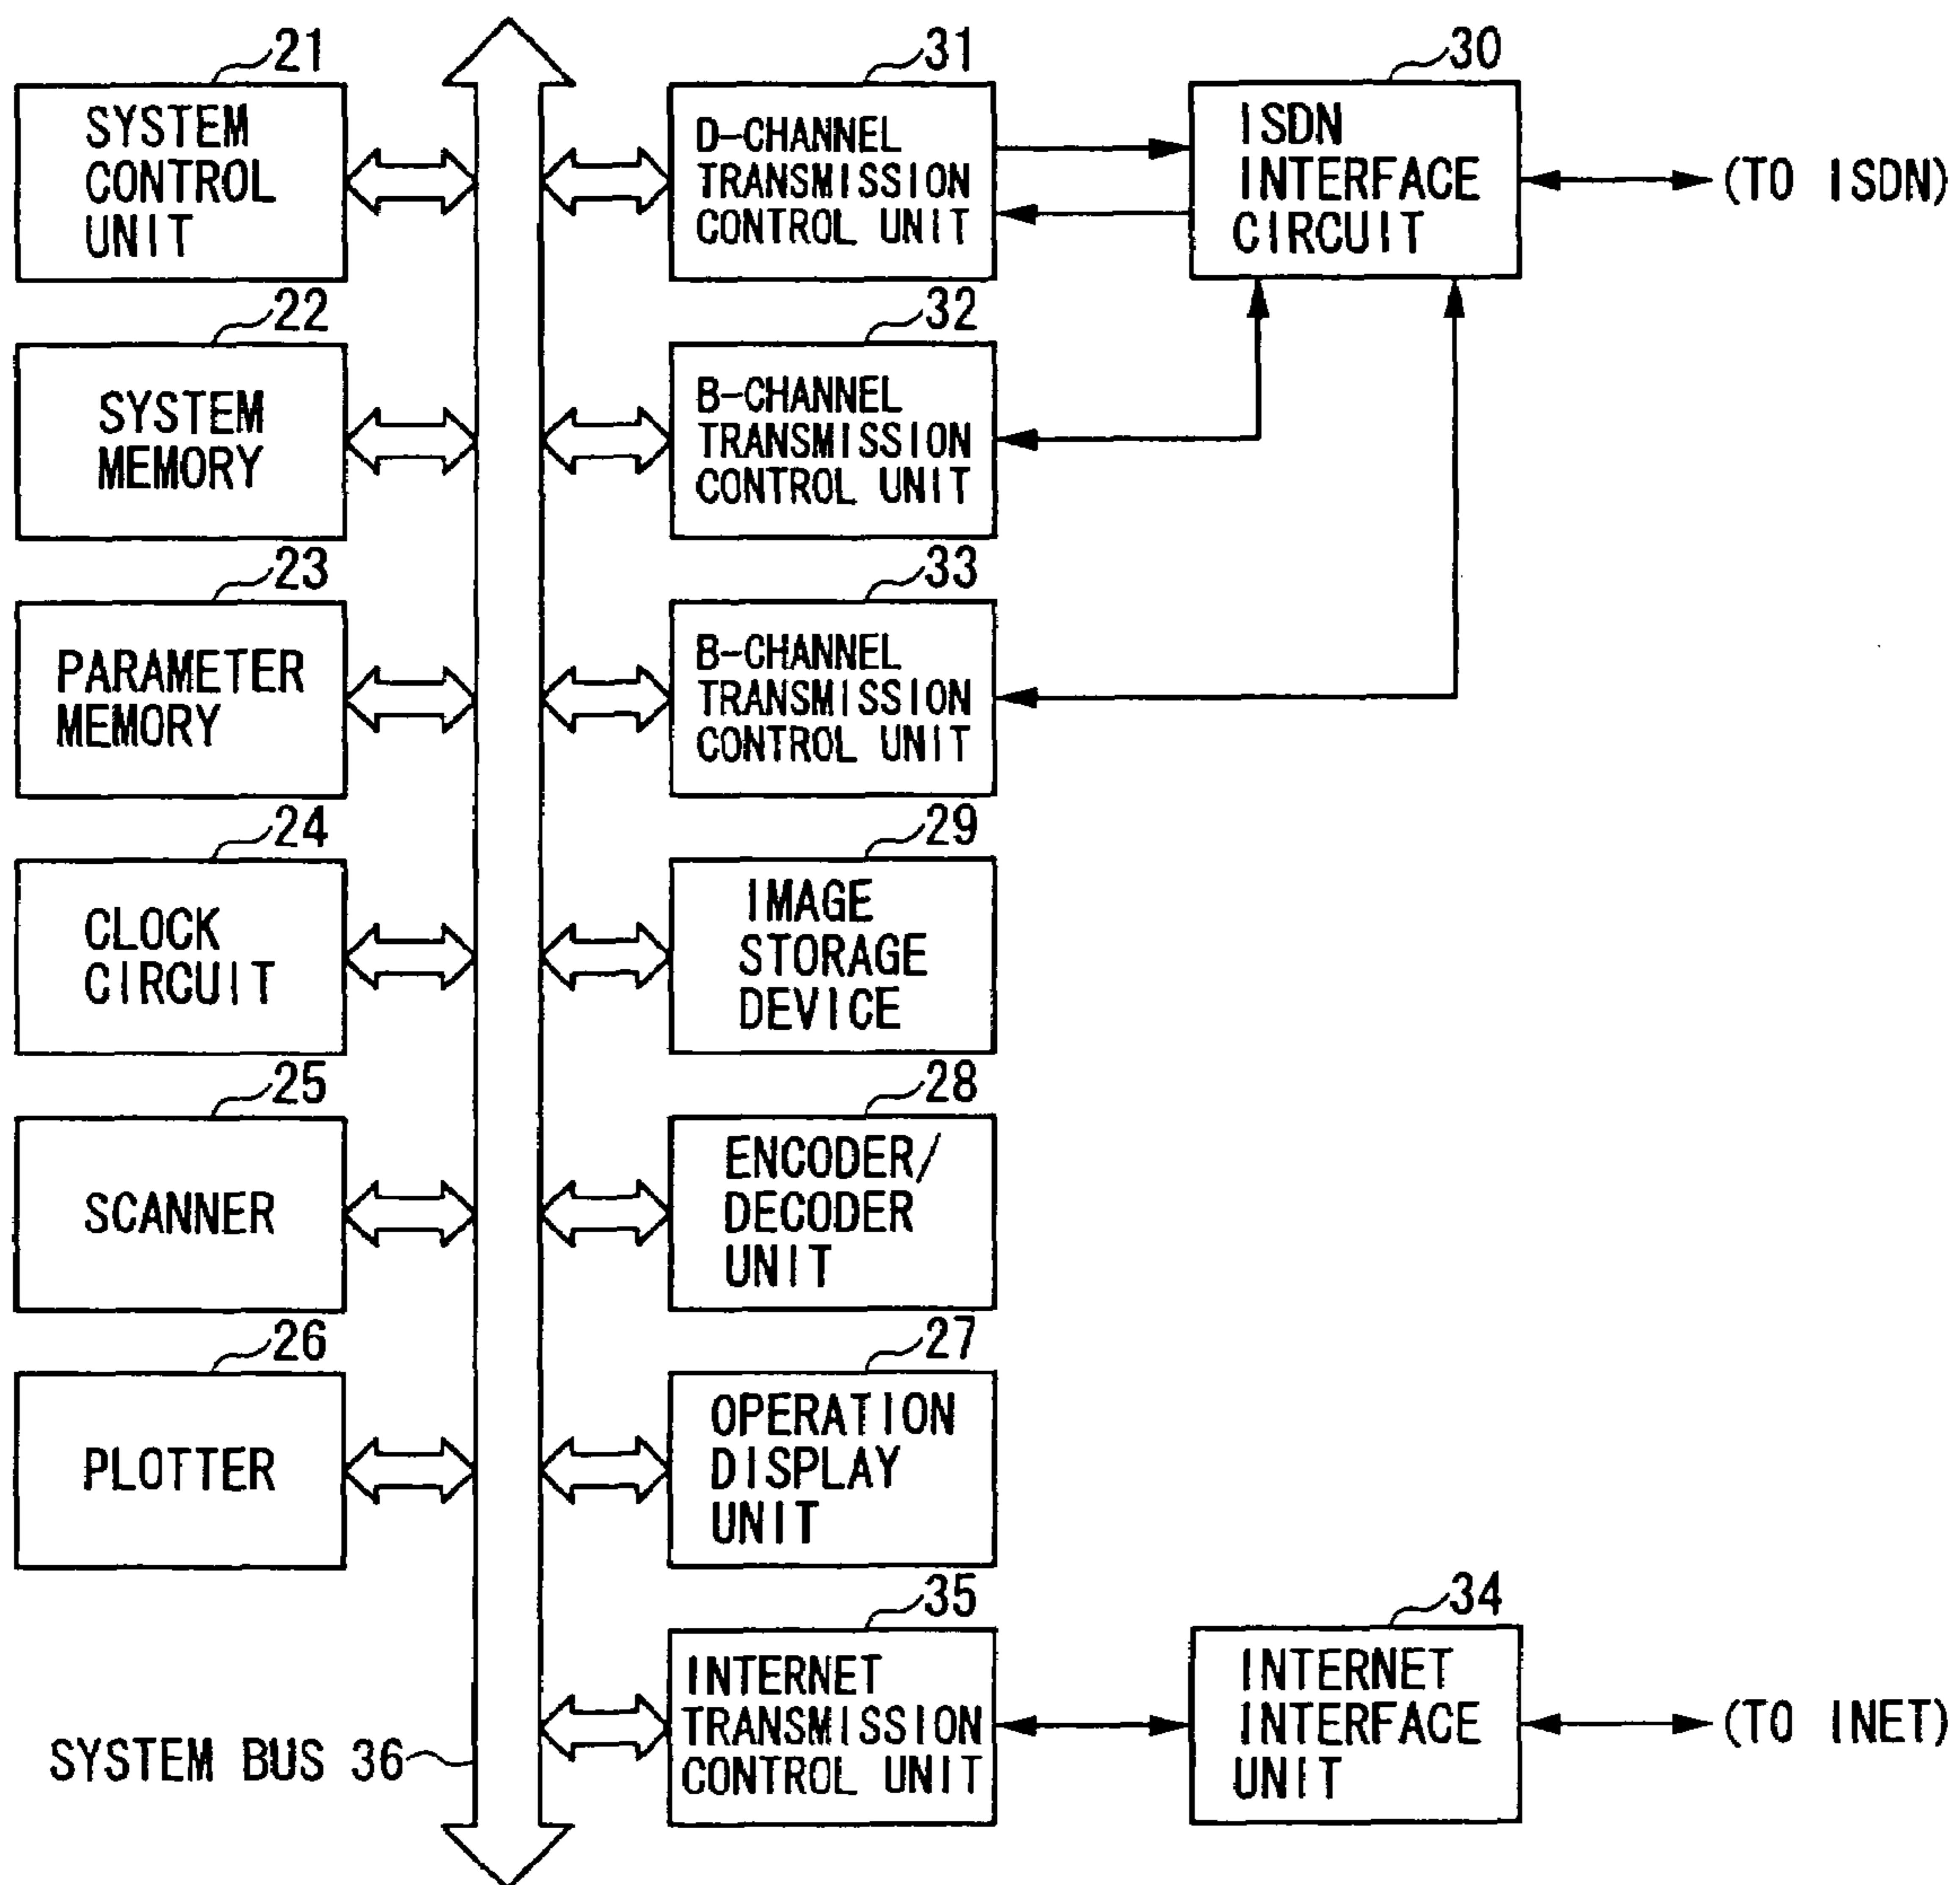 21
SYSTEM
CONTROL
UNIT
31
D-CHANNEL
TRANSMISSION
CONTROL UNIT
30
ISDN
INTERFACE
CIRCUIT
(TO ISDN)
22
SYSTEM
MEMORY
32
B-CHANNEL
TRANSMISSION
CONTROL UNIT
23
PARAMETER
MEMORY
33
B-CHANNEL
TRANSMISSION
CONTROL UNIT
24
CLOCK
CIRCUIT
29
IMAGE
STORAGE
DEVICE
25
SCANNER
28
ENCODER/
DECODER
UNIT
26
PLOTTER
27
OPERATION
DISPLAY
UNIT
35
INTERNET
TRANSMISSION
CONTROL UNIT
34
INTERNET
INTERFACE
UNIT
(TO INET)
SYSTEM BUS 36